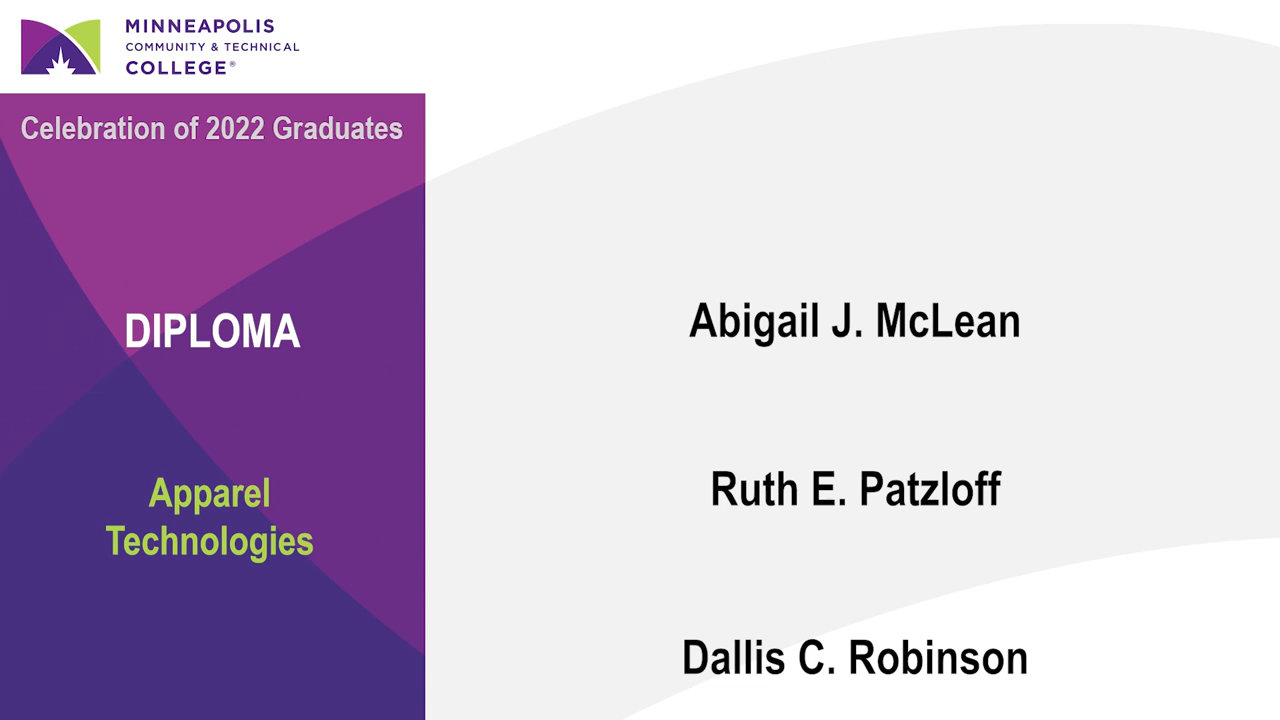 MINNEAPOLIS
COMMUNITY & TECHNICAL
COLLEGE®
Celebration of 2022 Graduates
DIPLOMA
Apparel
Technologies
Abigail J. McLean
Ruth E. Patzloff
Dallis C. Robinson